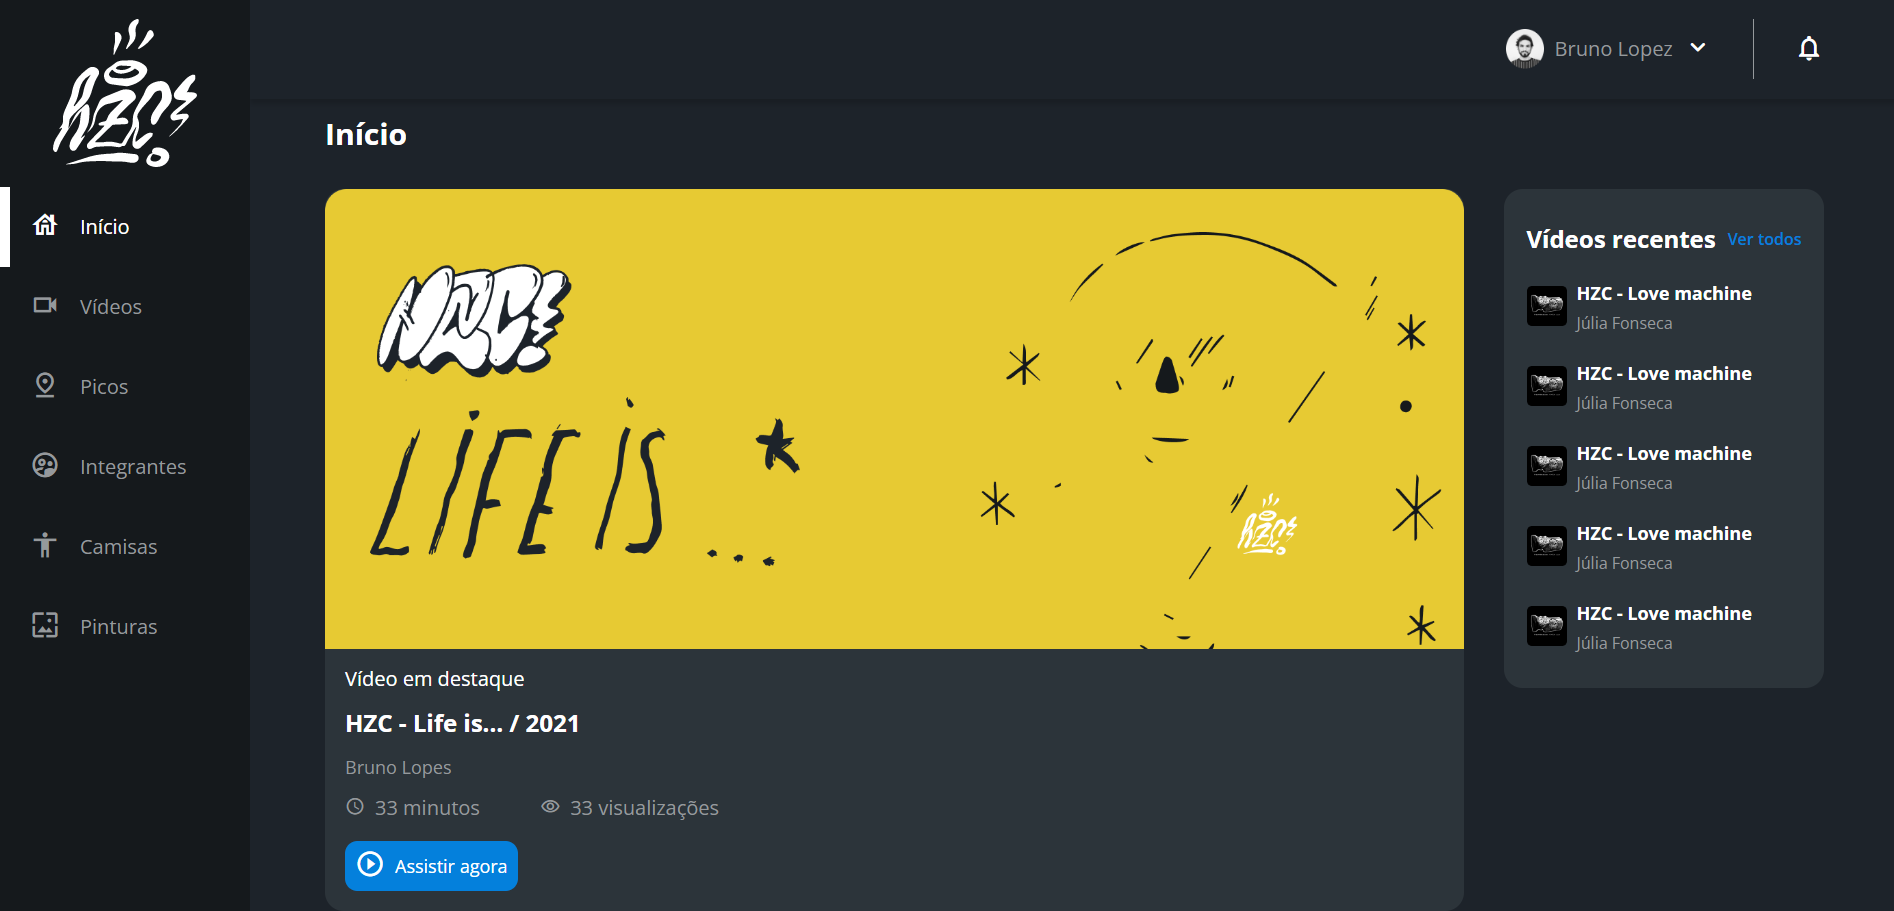 HZC!
Bruno Lopez
Início
Início
Vídeos
Picos
Integrantes
Camisas
Pinturas
HZC!
LIFE IS ...
HZC!
Vídeo em destaque
HZC - Life is... / 2021
Bruno Lopes
33 minutos
33 visualizações
Assistir agora
Vídeos recentes
Ver todos
HZC - Love machine
Júlia Fonseca
HZC - Love machine
Júlia Fonseca
HZC - Love machine
Júlia Fonseca
HZC - Love machine
Júlia Fonseca
HZC - Love machine
Júlia Fonseca